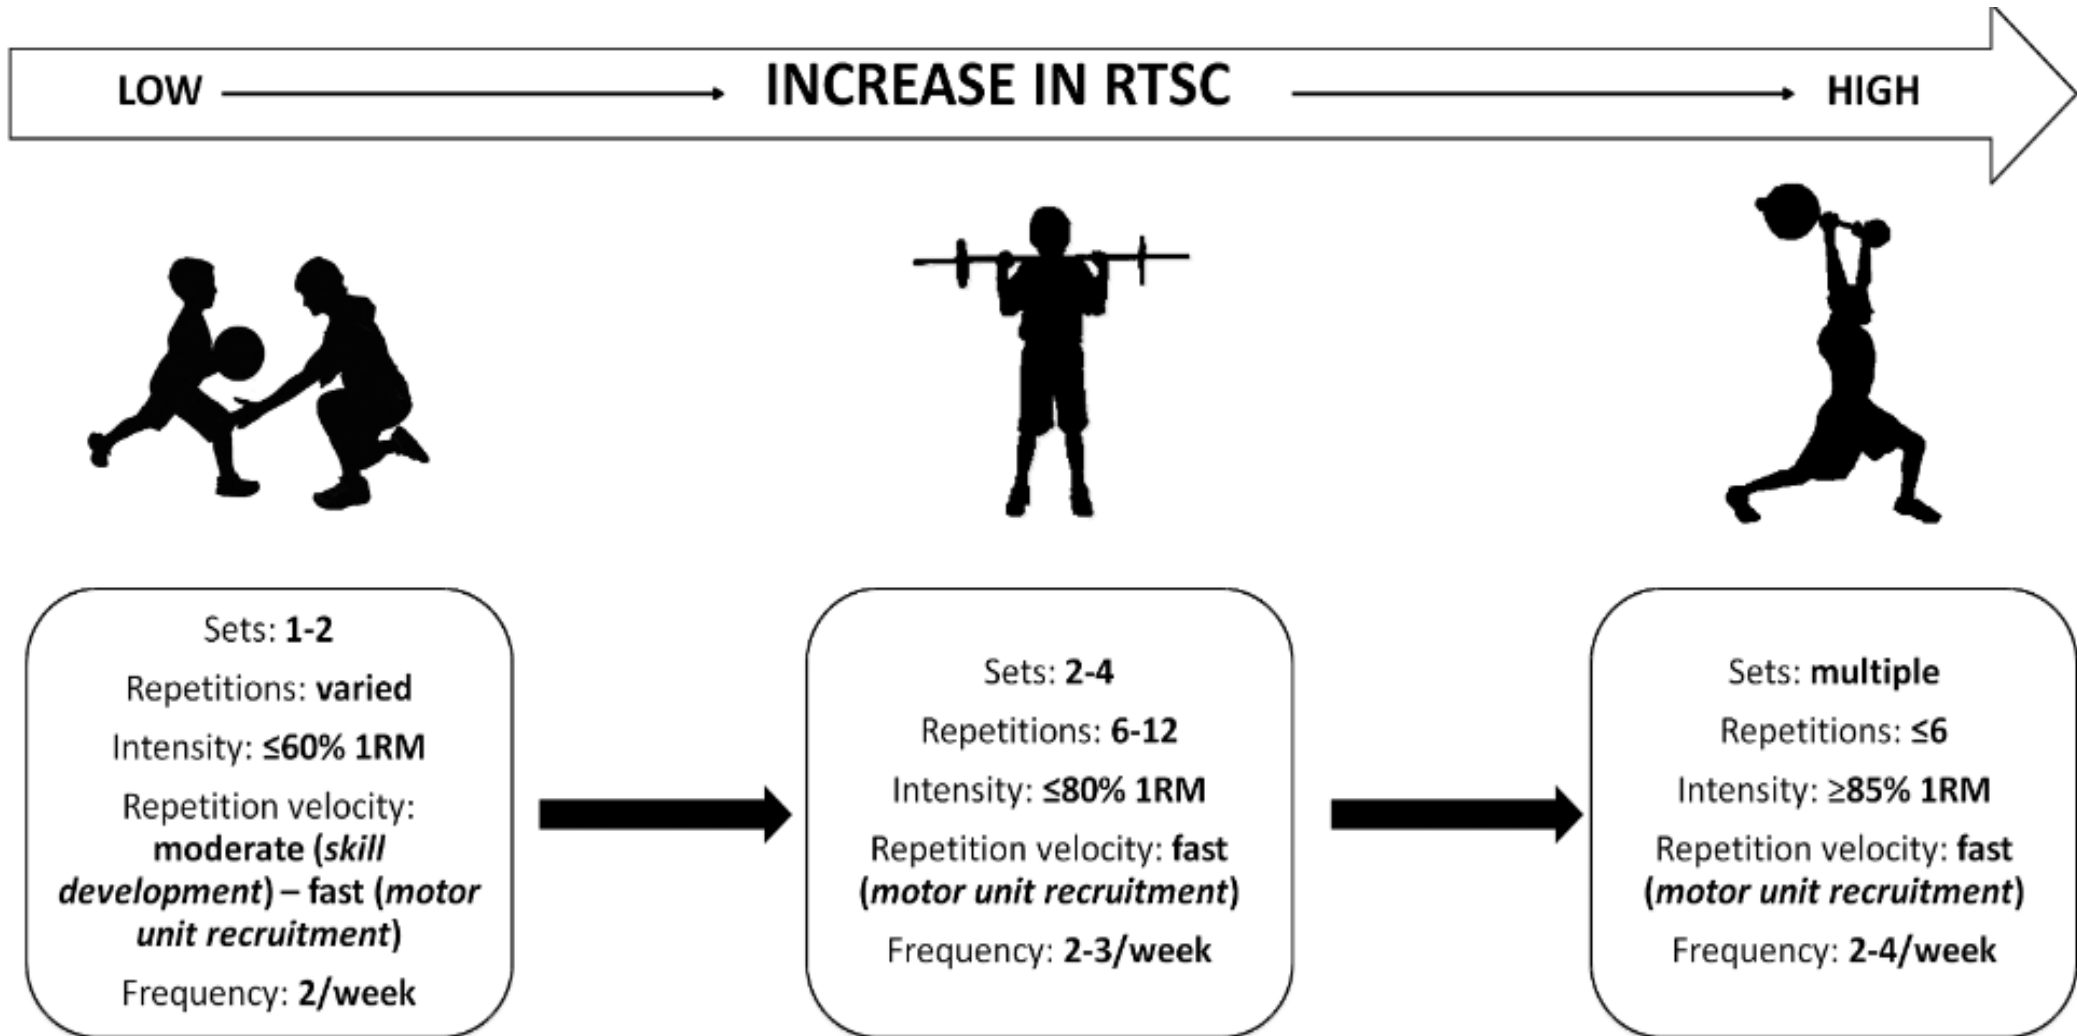 LOW
INCREASE IN RTSC
HIGH
Sets: 1-2
Repetitions: varied
Intensity: ≤60% 1RM
Repetition velocity:
moderate (skill
development) – fast (motor
unit recruitment)
Frequency: 2/week
Sets: 2-4
Repetitions: 6-12
Intensity: ≤80% 1RM
Repetition velocity: fast
(motor unit recruitment)
Frequency: 2-3/week
Sets: multiple
Repetitions: ≤6
Intensity: ≥85% 1RM
Repetition velocity: fast
(motor unit recruitment)
Frequency: 2-4/week